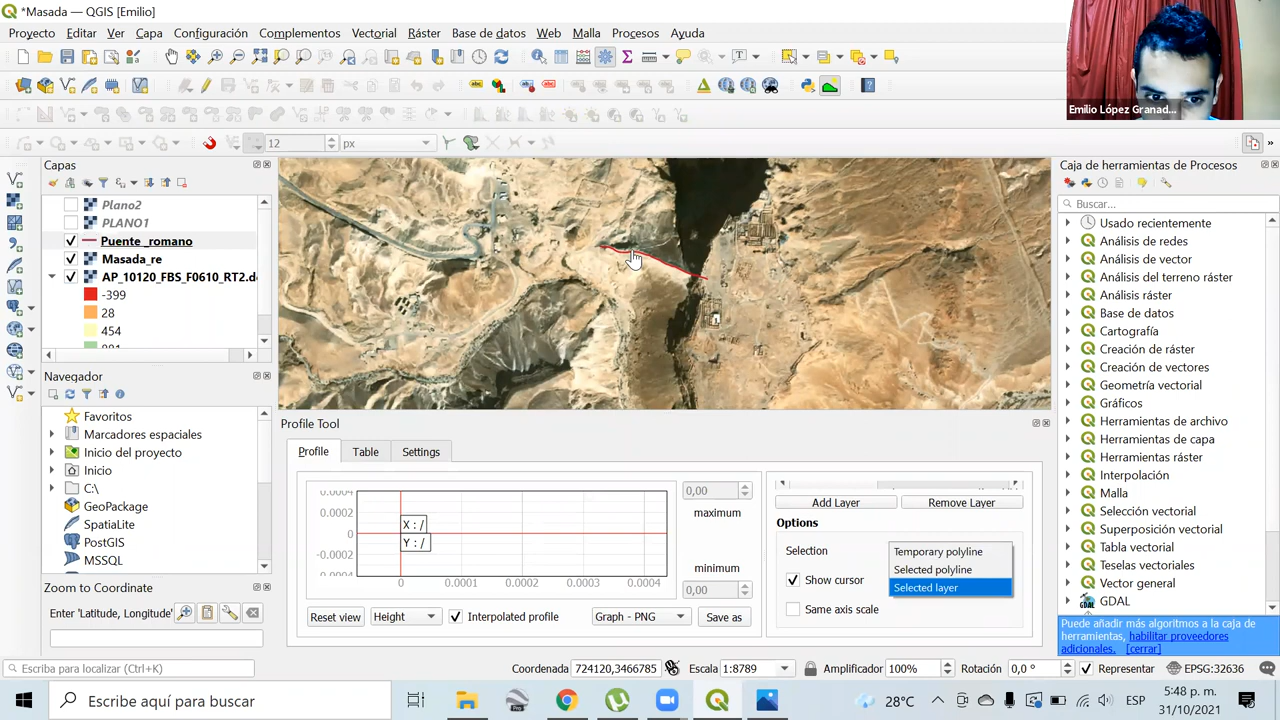 *Masada — QGIS [Emilio]
Proyecto Editar Ver Capa Configuración Complementos Vectorial Ráster Base de datos Web Malla Procesos Ayuda
12 px
Emilio López Granad...
Capas
Plano2
PLANO1
Puente_romano
Masada_re
AP_10120_FBS_F0610_RT2.d
-399
28
454
Navegador
Favoritos
Marcadores espaciales
Inicio del proyecto
Inicio
C:\
GeoPackage
SpatiaLite
PostGIS
MSSQL
Zoom to Coordinate
Enter 'Latitude, Longitude'
Profile Tool
Profile Table Settings
0.0004
0.0002
0
-0.0002
X : /
Y : /
0 0.0001 0.0002 0.0003 0.0004
0,00
maximum
minimum
0,00
Reset view Height Interpolated profile Graph - PNG Save as
Add Layer Remove Layer
Options
Selection
Temporary polyline
Selected polyline
Selected layer
Show cursor
Same axis scale
Caja de herramientas de Procesos
Buscar...
Usado recientemente
Análisis de redes
Análisis de vector
Análisis del terreno ráster
Análisis ráster
Base de datos
Cartografía
Creación de ráster
Creación de vectores
Geometría vectorial
Gráficos
Herramientas de archivo
Herramientas de capa
Herramientas ráster
Interpolación
Malla
Selección vectorial
Superposición vectorial
Tabla vectorial
Teselas vectoriales
Vector general
GDAL
Puede añadir más algoritmos a la caja de
herramientas, habilitar proveedores
adicionales. [cerrar]
Escriba para localizar (Ctrl+K)
Coordenada 724120,3466785 Escala 1:8789 Amplificador 100% Rotación 0,0 ° Representar EPSG:32636
Escribe aquí para buscar
28°C
ESP
5:48 p. m.
31/10/2021